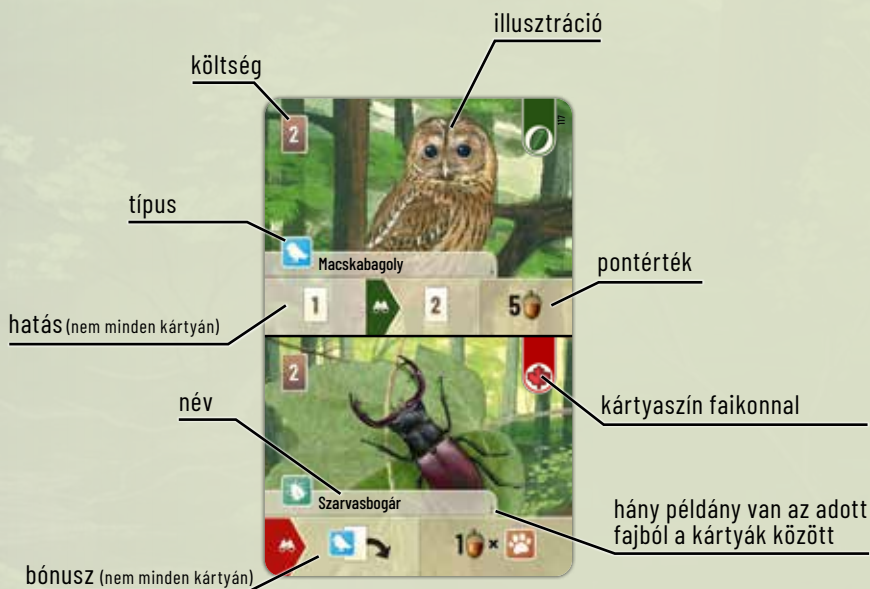 illusztráció
költség
2
117
típus
Macskabagoly
pontérték
1 2 5
hatás (nem minden kártyán)
2
név
kártyaszín faikonnal
Szarvasbogár
hány példány van az adott
fajból a kártyák között
1 ×
bónusz (nem minden kártyán)